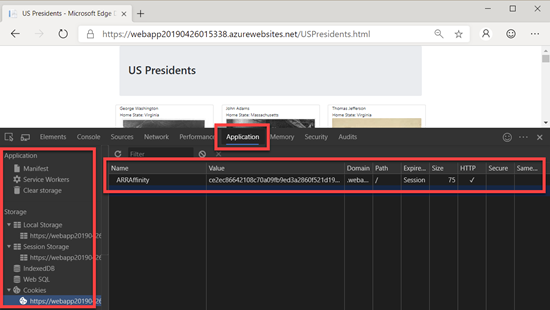 US Presidents - Microsoft Edge
https://webapp20190426015338.azurewebsites.net/USPresidents.html
US Presidents
George Washington
Home State: Virginia
John Adams
Home State: Massachusetts
Thomas Jefferson
Home State: Virginia
Elements Console Sources Network Performance Application Memory Security Audits
Application
Manifest
Service Workers
Clear storage
Storage
Local Storage
https://webapp20190426
Session Storage
https://webapp20190426
IndexedDB
Web SQL
Cookies
https://webapp20190426
Filter
Name Value Domain Path Expire... Size HTTP Secure Same...
ARRAffinity ce2ec86642108c70a09fb9ed3a2860f521d19... .weba... / Session 75 ✓